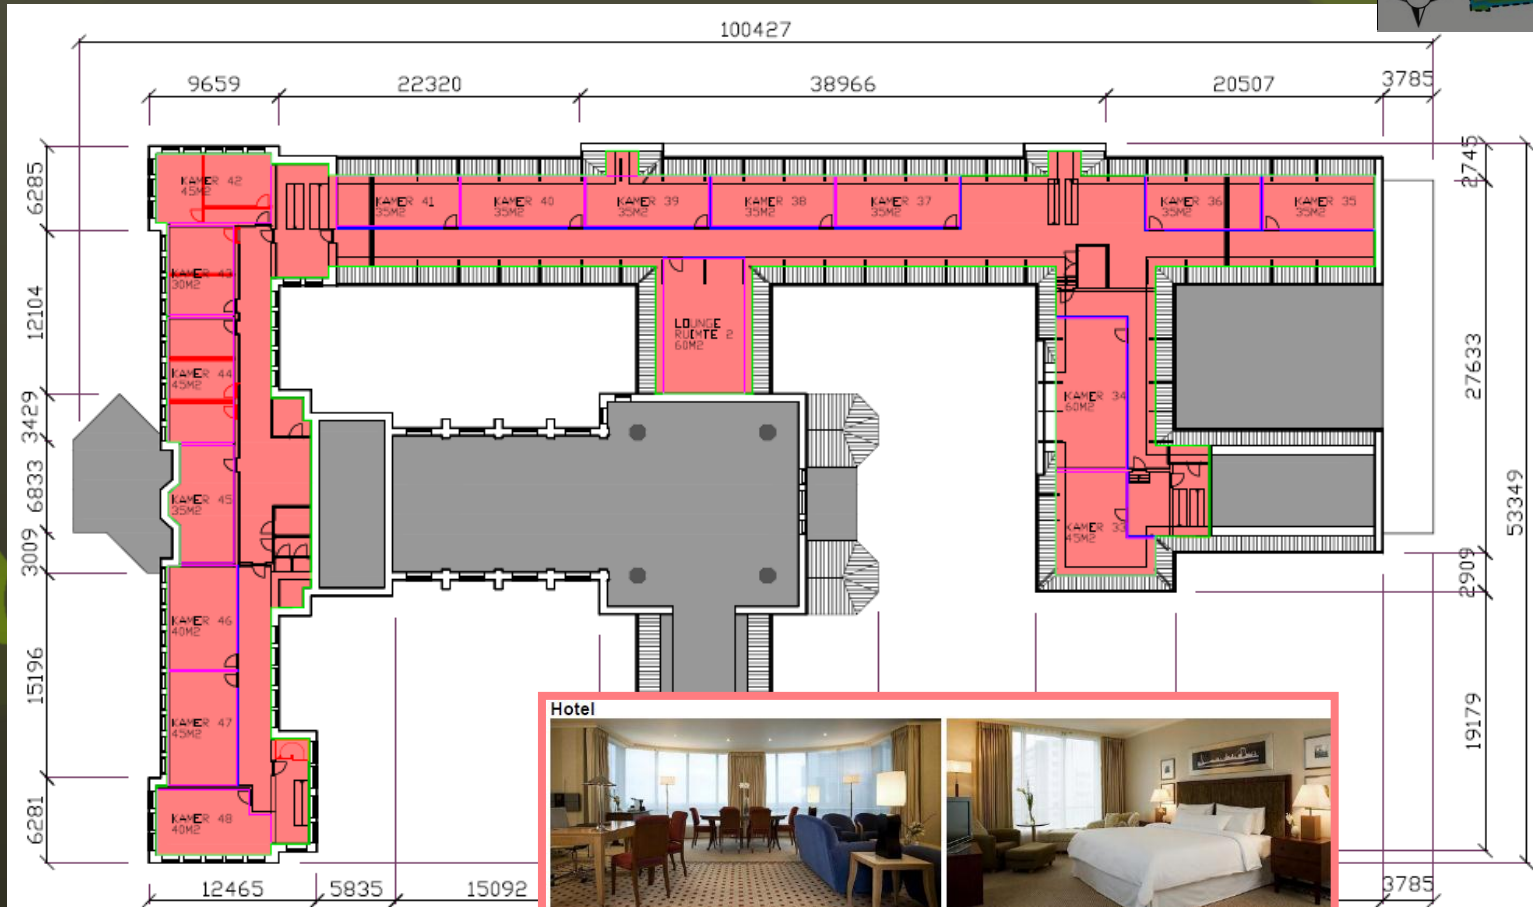 100427
9659
22320
38966
20507
3785
6285
12104
3429
6833
3009
15196
6281
2745
27633
53349
2909
19179
KAMER 42
45M2
KAMER 41
35M2
KAMER 40
35M2
KAMER 39
35M2
KAMER 38
35M2
KAMER 37
35M2
KAMER 36
35M2
KAMER 35
35M2
KAMER 43
30M2
LOUNGE
RUIMTE 2
60M2
KAMER 44
45M2
KAMER 34
60M2
KAMER 45
35M2
KAMER 33
45M2
KAMER 46
40M2
KAMER 47
45M2
KAMER 48
40M2
Hotel
12465
5835
15092
3785